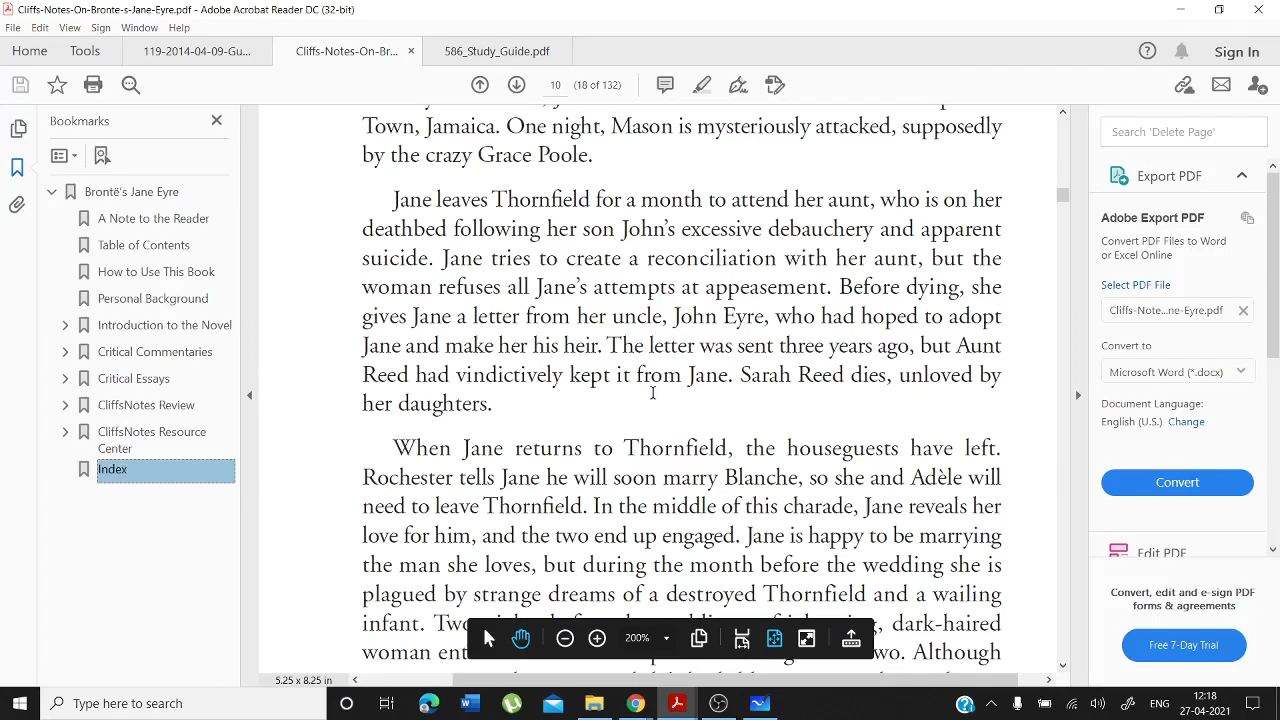 Cliffs-Notes-On-Bronte-s-Jane-Eyre.pdf - Adobe Acrobat Reader DC (32-bit)
File Edit View Sign Window Help
Home Tools 119-2014-04-09-Gu... Cliffs-Notes-On-Br... × 586_Study_Guide.pdf Sign In
10 (18 of 132)
Bookmarks
Brontë's Jane Eyre
A Note to the Reader
Table of Contents
How to Use This Book
Personal Background
Introduction to the Novel
Critical Commentaries
Critical Essays
CliffsNotes Review
CliffsNotes Resource
Center
Index
Town, Jamaica. One night, Mason is mysteriously attacked, supposedly
by the crazy Grace Poole.
Jane leaves Thornfield for a month to attend her aunt, who is on her
deathbed following her son John's excessive debauchery and apparent
suicide. Jane tries to create a reconciliation with her aunt, but the
woman refuses all Jane's attempts at appeasement. Before dying, she
gives Jane a letter from her uncle, John Eyre, who had hoped to adopt
Jane and make her his heir. The letter was sent three years ago, but Aunt
Reed had vindictively kept it from Jane. Sarah Reed dies, unloved by
her daughters.
When Jane returns to Thornfield, the houseguests have left.
Rochester tells Jane he will soon marry Blanche, so she and Adèle will
need to leave Thornfield. In the middle of this charade, Jane reveals her
love for him, and the two end up engaged. Jane is happy to be marrying
the man she loves, but during the month before the wedding she is
plagued by strange dreams of a destroyed Thornfield and a wailing
infant. dark-haired
woman Although
200%
5.25 x 8.25 in
Search 'Delete Page'
Export PDF
Adobe Export PDF
Convert PDF Files to Word
or Excel Online
Select PDF File
Cliffs-Note...ne-Eyre.pdf
Convert to
Microsoft Word (*.docx)
Document Language:
English (U.S.) Change
Convert
Edit PDF
Convert, edit and e-sign PDF
forms & agreements
Free 7-Day Trial
Type here to search
ENG
12:18
27-04-2021